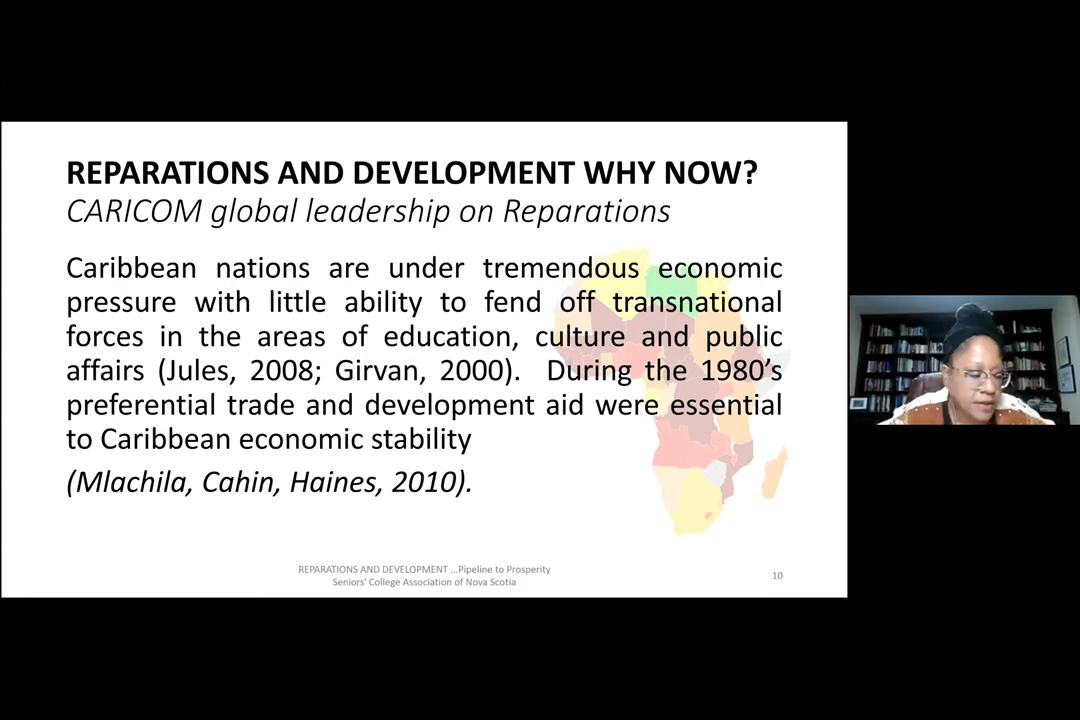 REPARATIONS AND DEVELOPMENT WHY NOW?
CARICOM global leadership on Reparations
Caribbean nations are under tremendous economic
pressure with little ability to fend off transnational
forces in the areas of education, culture and public
affairs (Jules, 2008; Girvan, 2000). During the 1980’s
preferential trade and development aid were essential
to Caribbean economic stability
(Mlachila, Cahin, Haines, 2010).
REPARATIONS AND DEVELOPMENT ...Pipeline to Prosperity
Seniors' College Association of Nova Scotia
10